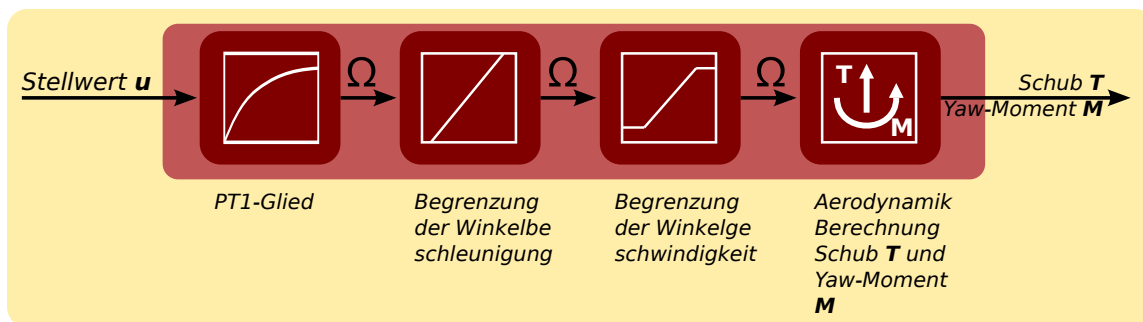 Stellwert u
Ω
Ω
Ω
T
M
Schub T
Yaw-Moment M
PT1-Glied
Begrenzung
der Winkelbe
schleunigung
Begrenzung
der Winkelge
schwindigkeit
Aerodynamik
Berechnung
Schub T und
Yaw-Moment
M